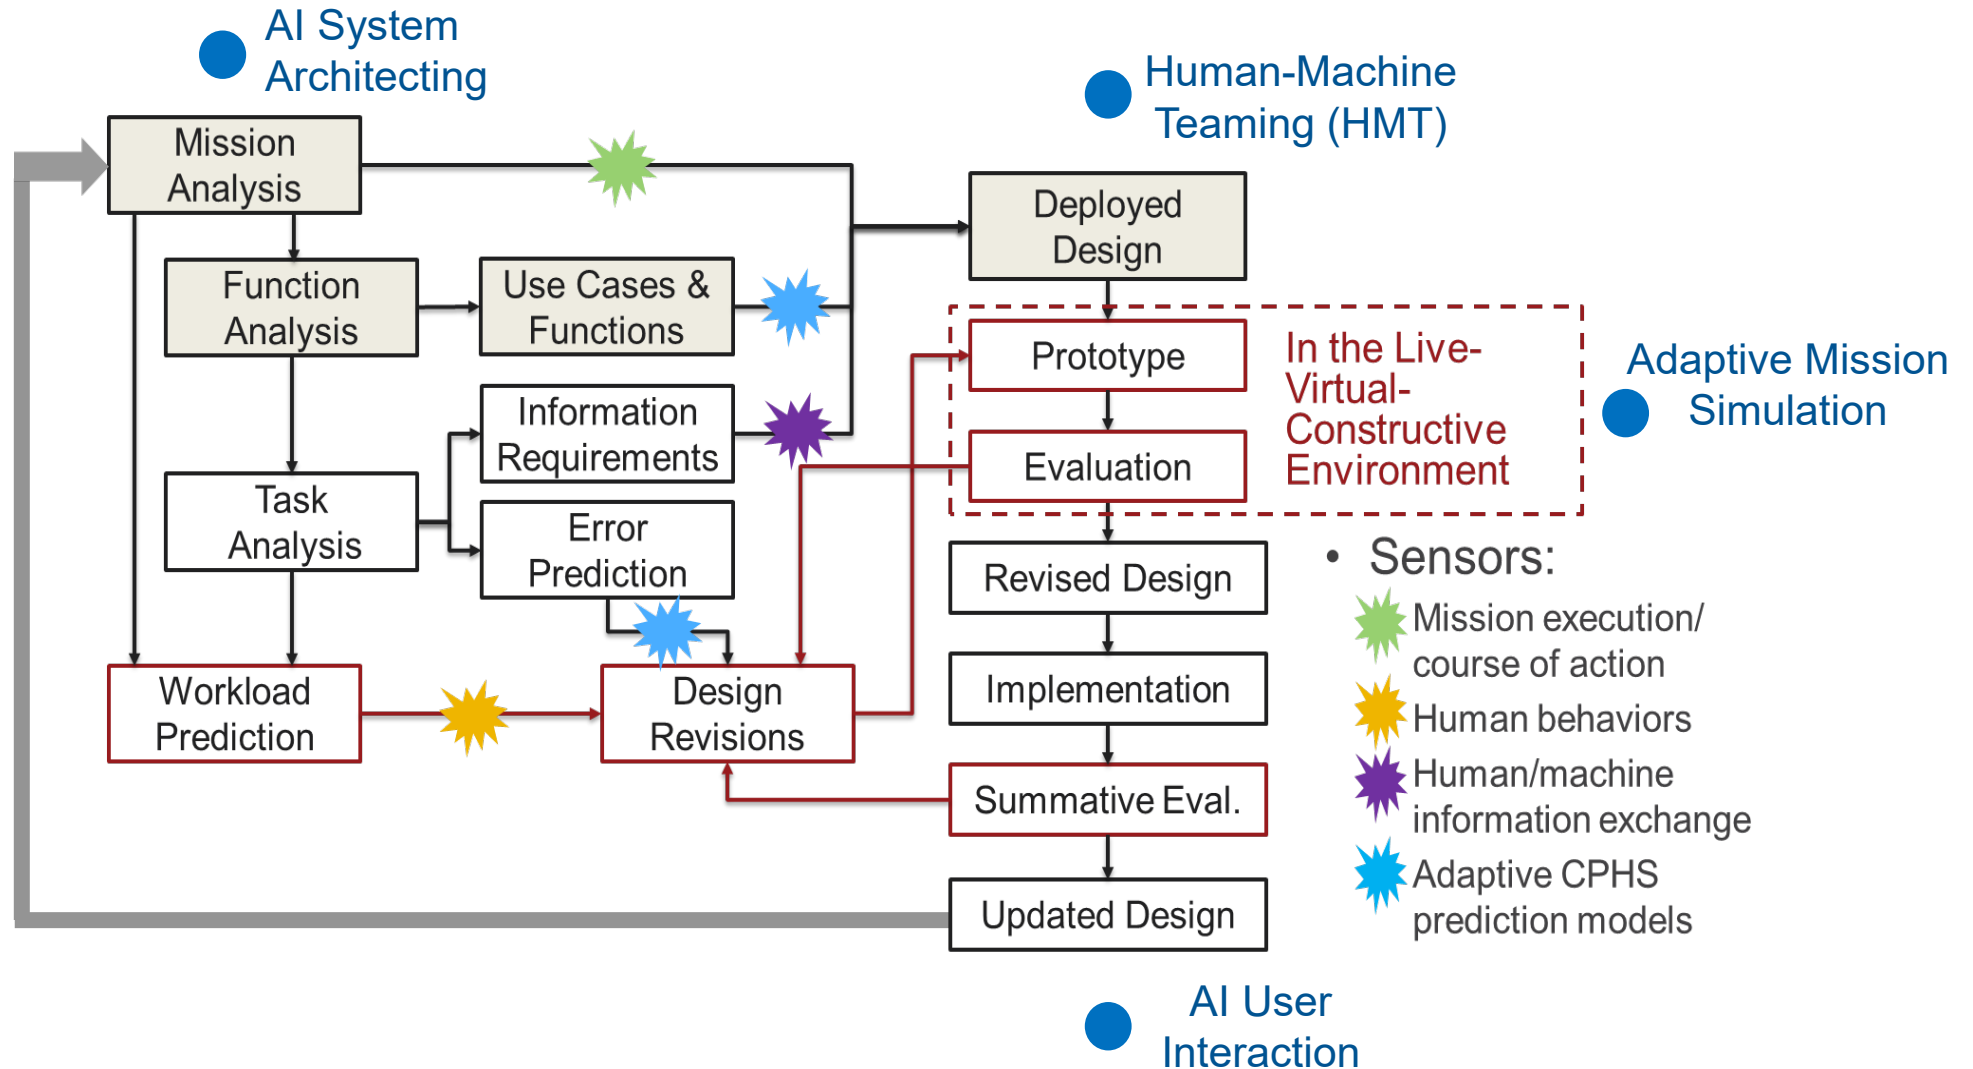 AI System
Architecting
Human-Machine
Teaming (HMT)
Mission
Analysis
Deployed
Design
Function
Analysis
Use Cases &
Functions
Prototype
In the Live-
Virtual-
Constructive
Environment
Adaptive Mission
Simulation
Information
Requirements
Evaluation
Task
Analysis
Error
Prediction
Revised Design
• Sensors:
Mission execution/
course of action
Human behaviors
Human/machine
information exchange
Adaptive CPHS
prediction models
Workload
Prediction
Design
Revisions
Implementation
Summative Eval.
Updated Design
AI User
Interaction